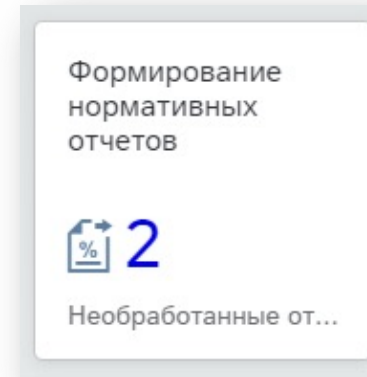 Формирование
нормативных
отчетов
% 2
Необработанные от...